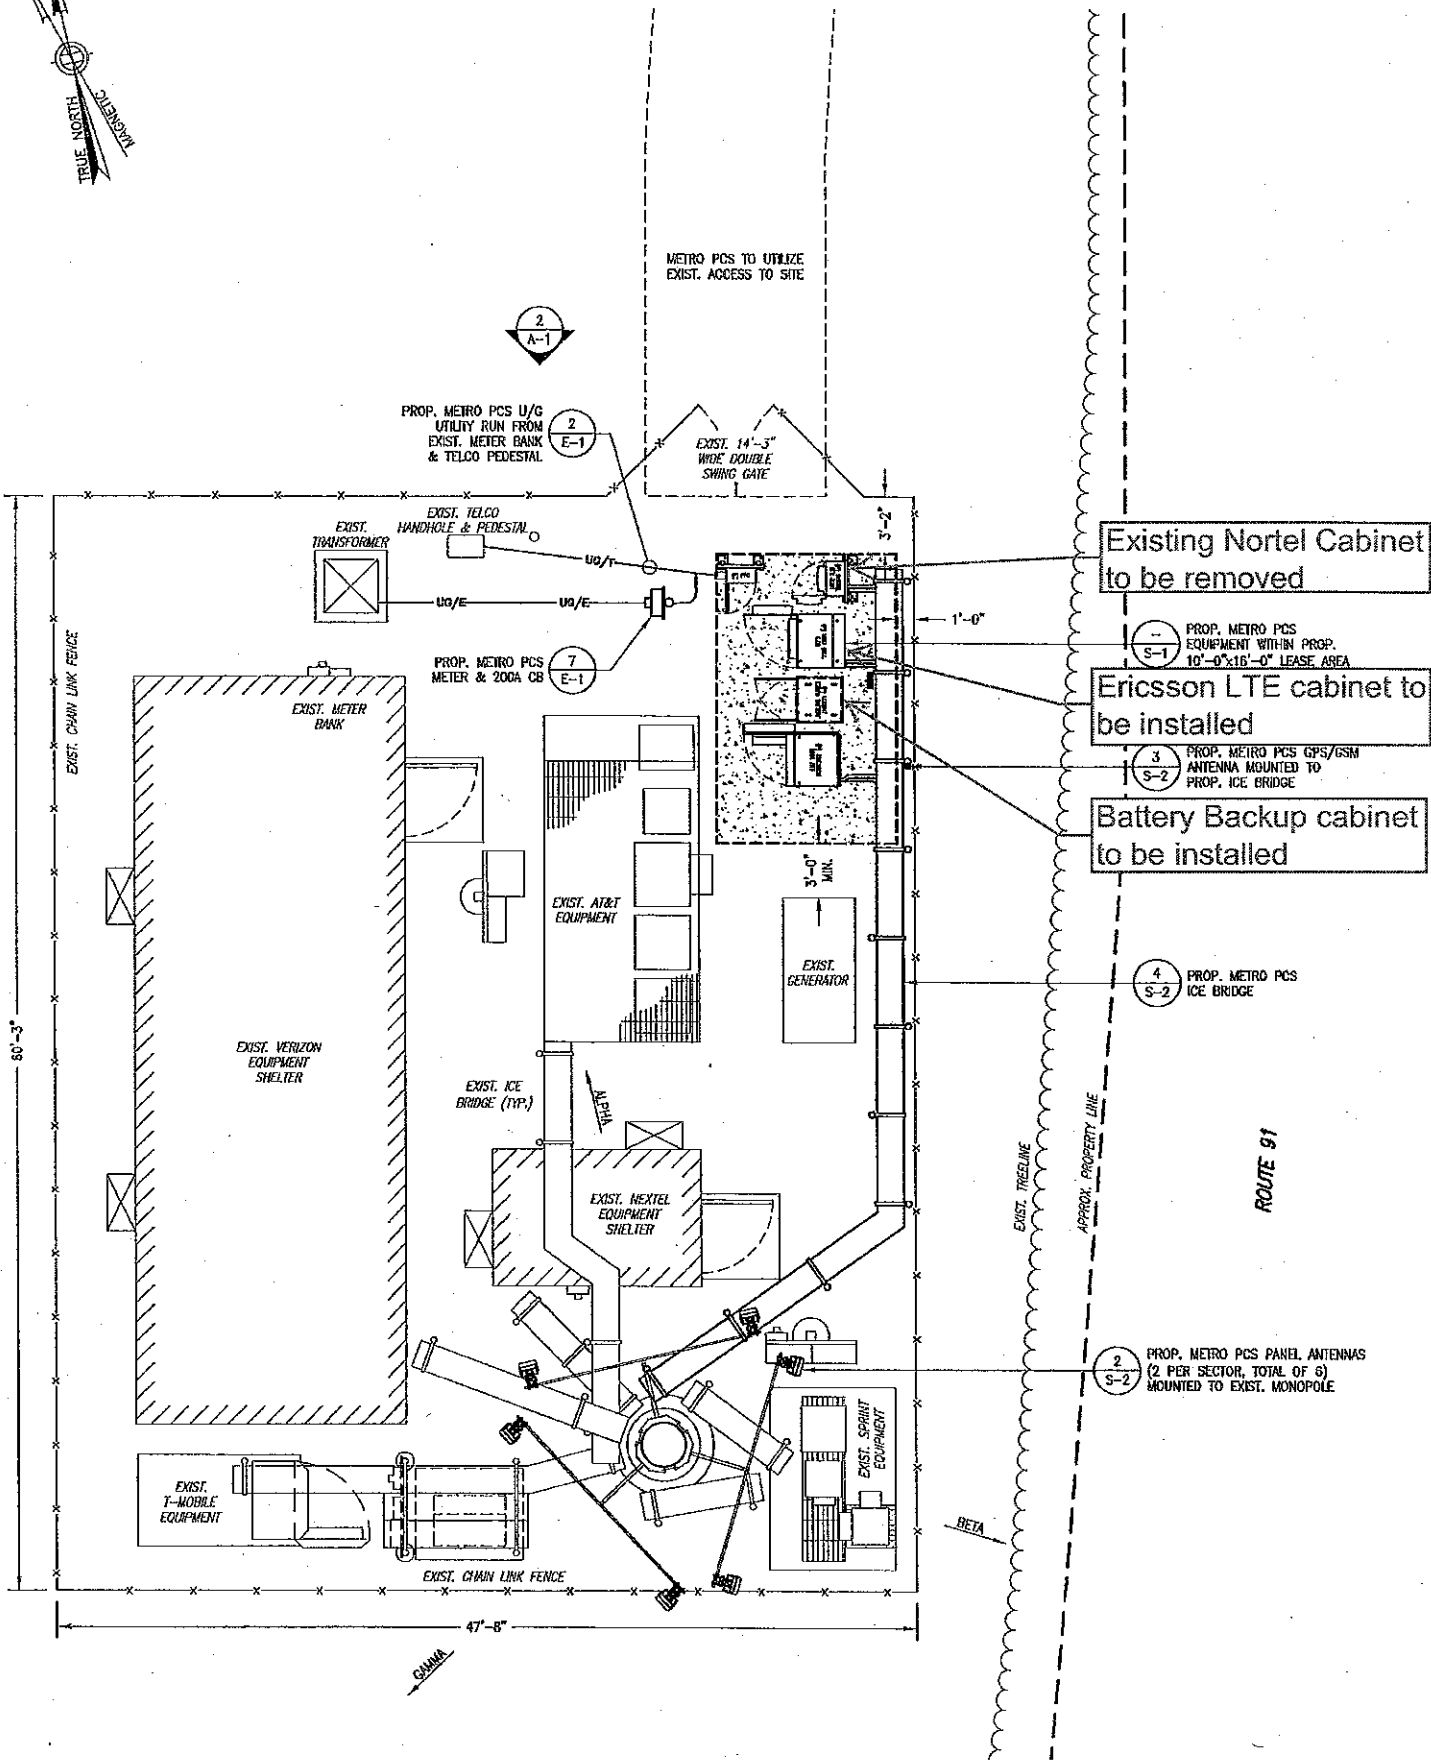 TRUE NORTH
MAGNETIC
METRO PCS TO UTILIZE
EXIST. ACCESS TO SITE
2
A-1
PROP. METRO PCS U/G
UTILITY RUN FROM
EXIST. METER BANK
& TELCO PEDESTAL
2
E-1
EXIST. 14'-3"
WIDE DOUBLE
SWING GATE
EXIST. TELCO
HANDHOLE & PEDESTAL
EXIST.
TRANSFORMER
UG/T
UG/E
UG/E
3'-2"
1'-0"
Existing Nortel Cabinet
to be removed
S-1
PROP. METRO PCS
EQUIPMENT WITHIN PROP.
10'-0"x16'-0" LEASE AREA
PROP. METRO PCS
METER & 200A CB
7
E-1
Ericsson LTE cabinet to
be installed
EXIST. CHAIN LINK FENCE
EXIST. METER
BANK
3
S-2
PROP. METRO PCS GPS/GSM
ANTENNA MOUNTED TO
PROP. ICE BRIDGE
Battery Backup cabinet
to be installed
3'-0"
MIN.
EXIST. AT&T
EQUIPMENT
EXIST.
GENERATOR
4
S-2
PROP. METRO PCS
ICE BRIDGE
60'-3"
EXIST. VERIZON
EQUIPMENT
SHELTER
EXIST. ICE
BRIDGE (TYP.)
ALPHA
EXIST. NEXTEL
EQUIPMENT
SHELTER
EXIST. TREELINE
APPROX. PROPERTY LINE
ROUTE 91
2
S-2
PROP. METRO PCS PANEL ANTENNAS
(2 PER SECTOR, TOTAL OF 6)
MOUNTED TO EXIST. MONOPOLE
EXIST. SPRINT
EQUIPMENT
EXIST.
T-MOBILE
EQUIPMENT
BETA
EXIST. CHAIN LINK FENCE
47'-8"
GAMMA